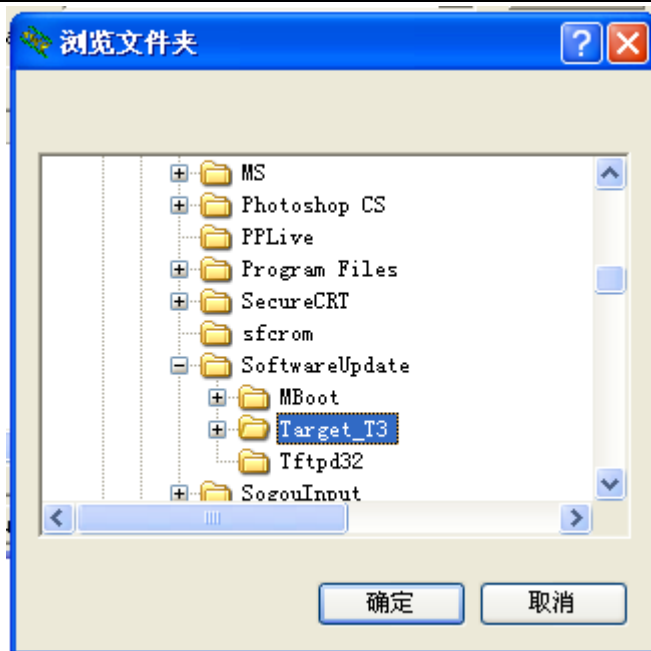 浏览文件夹
MS
Photoshop CS
PPLive
Program Files
SecureCRT
sfcrom
SoftwareUpdate
MBoot
Target_T3
Tftpd32
SogouInput
确定
取消